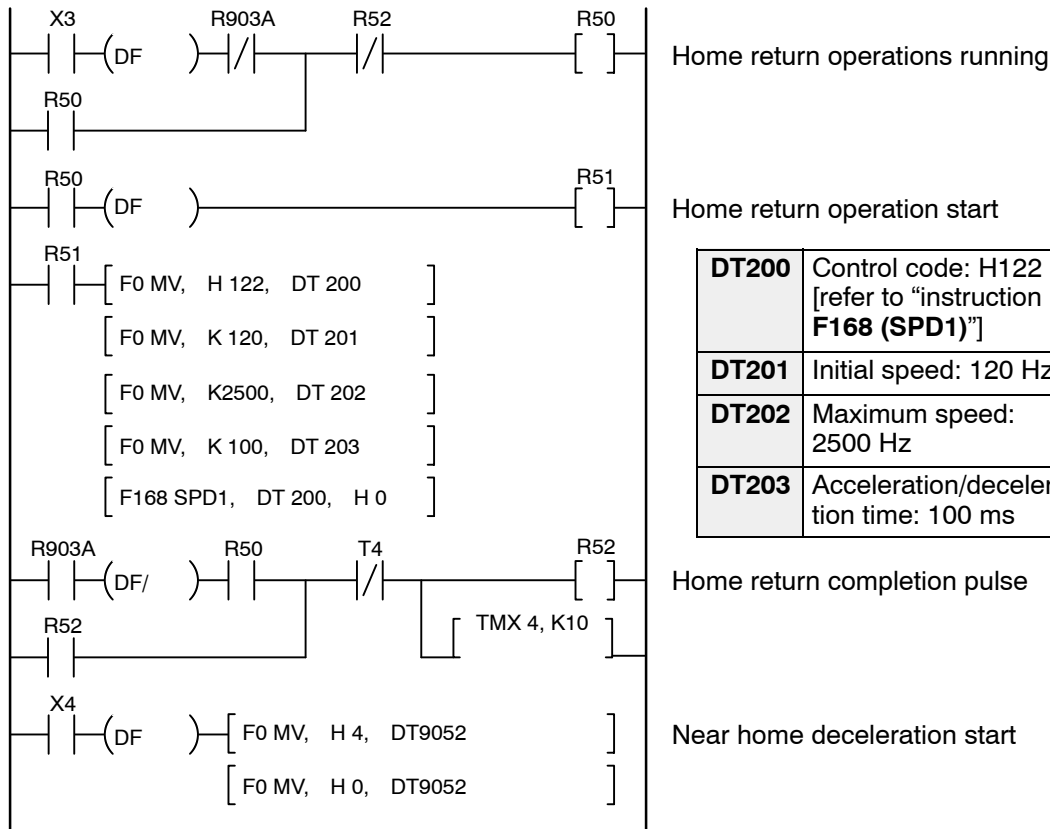 X3 R903A R52 R50
(DF ) Home return operations running
R50
R50 R51
(DF ) Home return operation start
R51
F0 MV, H 122, DT 200
F0 MV, K 120, DT 201
F0 MV, K2500, DT 202
F0 MV, K 100, DT 203
F168 SPD1, DT 200, H 0
DT200 Control code: H122
[refer to “instruction
F168 (SPD1)”]
DT201 Initial speed: 120 Hz
DT202 Maximum speed:
2500 Hz
DT203 Acceleration/deceler
tion time: 100 ms
R903A R50 T4 R52
(DF/ ) Home return completion pulse
R52 TMX 4, K10
X4
(DF ) F0 MV, H 4, DT9052 Near home deceleration start
F0 MV, H 0, DT9052